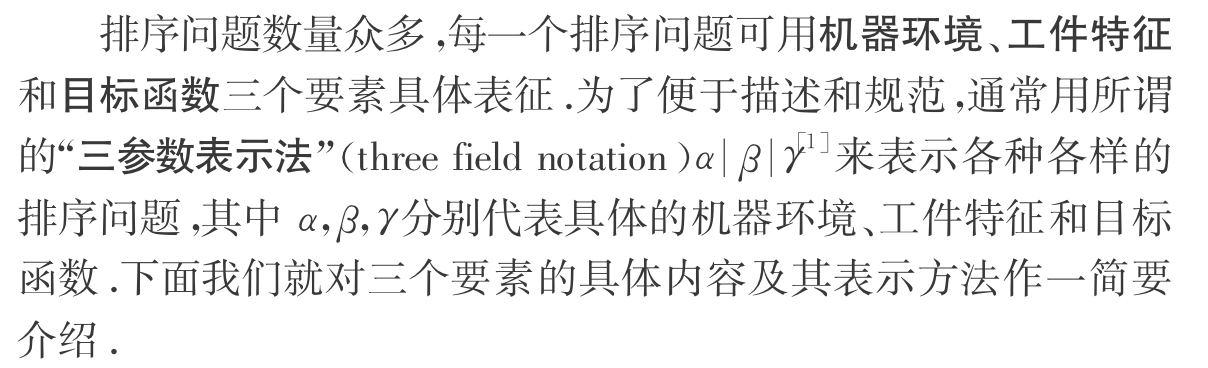 排序问题数量众多,每一个排序问题可用机器环境、工件特征
和目标函数三个要素具体表征.为了便于描述和规范,通常用所谓
的“三参数表示法”(three field notation)α|β|γ[1]来表示各种各样的
排序问题,其中 α,β,γ分别代表具体的机器环境、工件特征和目标
函数.下面我们就对三个要素的具体内容及其表示方法作一简要
介绍.